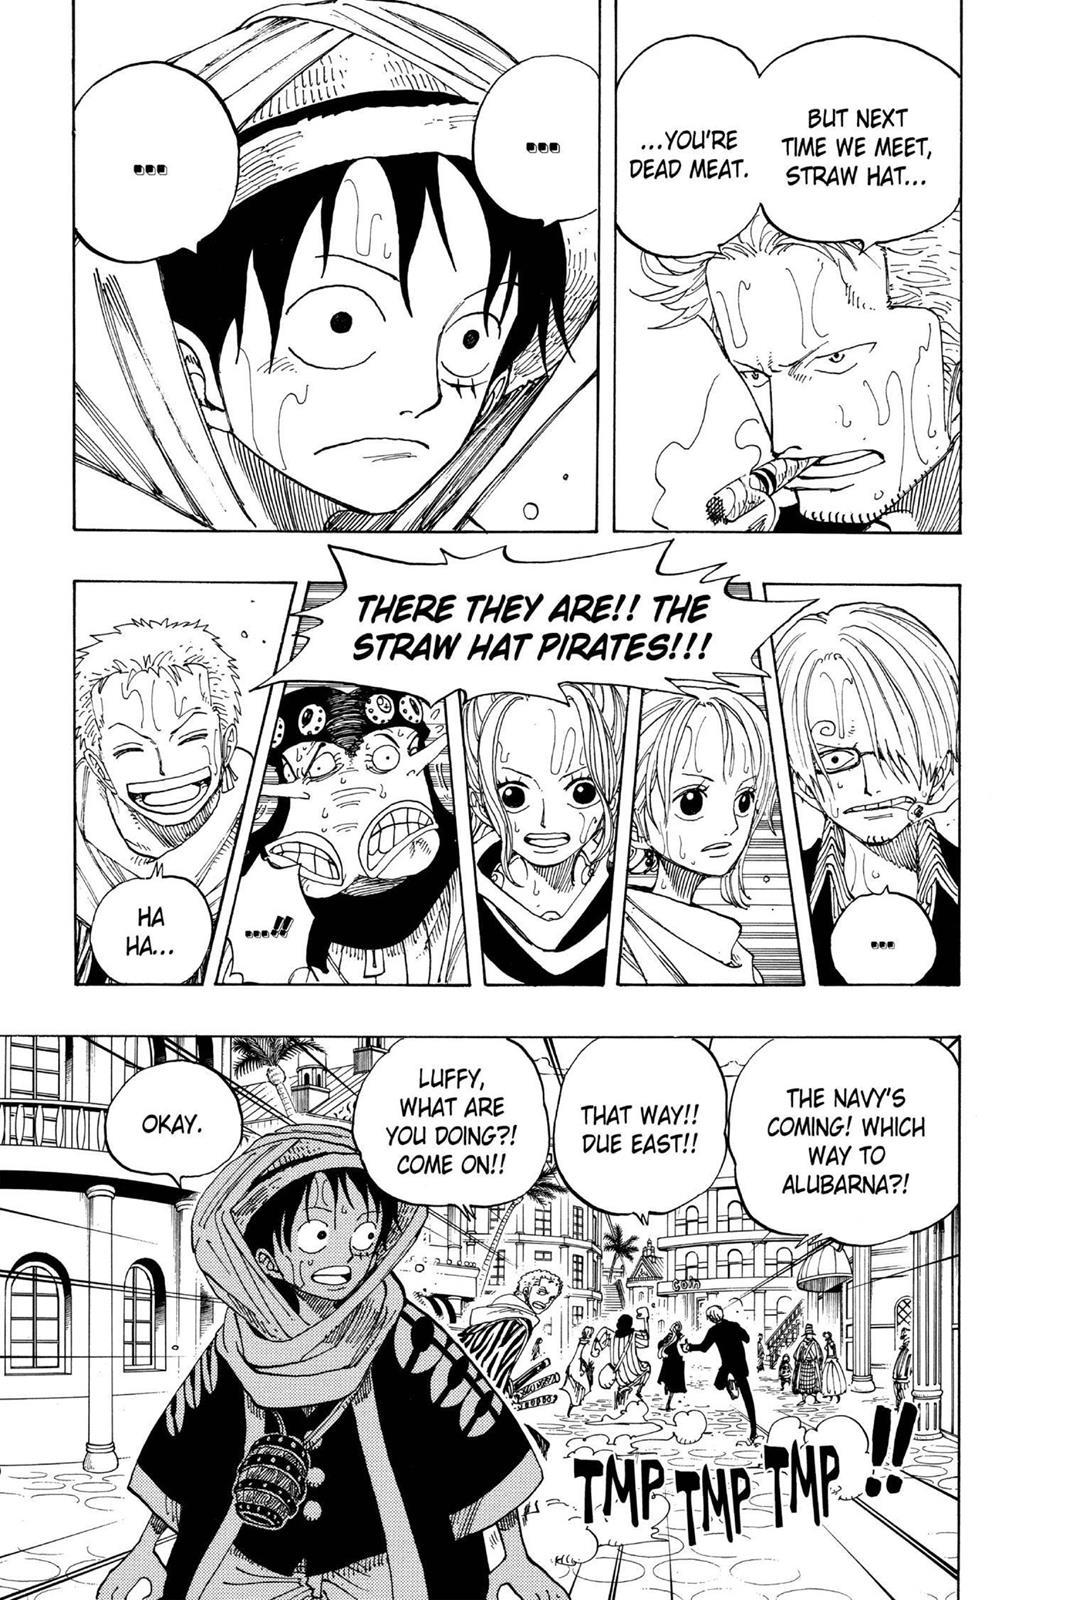 BUT NEXT
TIME WE MEET,
STRAW HAT...
...YOU'RE
DEAD MEAT.
...
...
THERE THEY ARE!! THE
STRAW HAT PIRATES!!!
...
...!!
HA
HA...
THE NAVY'S
COMING! WHICH
WAY TO
ALUBARNA?!
THAT WAY!!
DUE EAST!!
LUFFY,
WHAT ARE
YOU DOING?!
COME ON!!
OKAY.
Coin
TMP TMP TMP !!